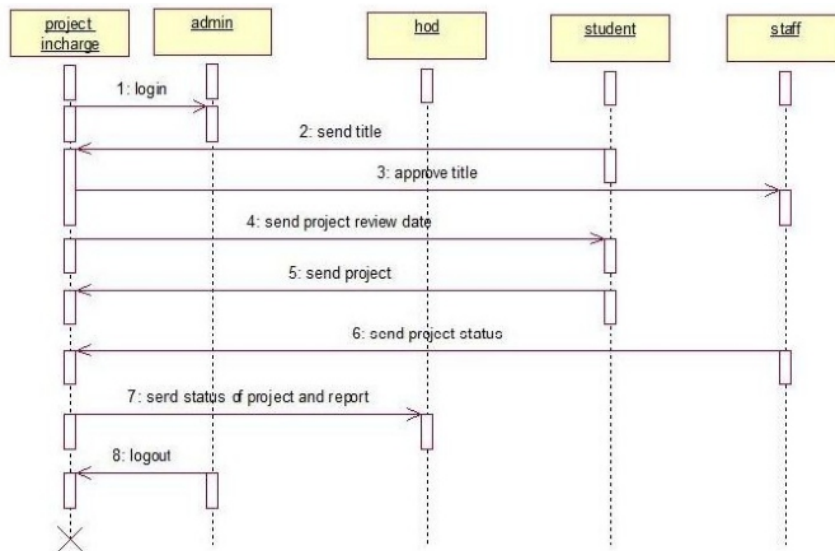 project
incharge
admin
hod
student
staff
1: login
2: send title
3: approve title
4: send project review date
5: send project
6: send project status
7: send status of project and report
8: logout